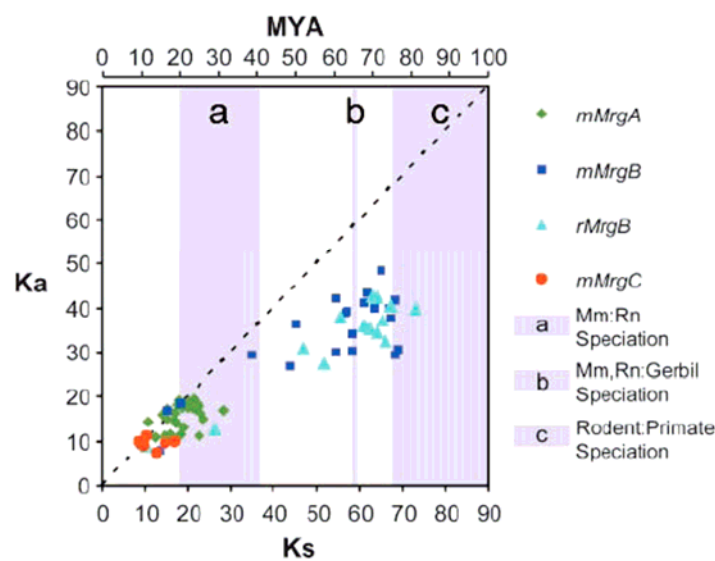 MYA
0 10 20 30 40 50 60 70 80 90 100
90
80
70
60
50
40
30
20
10
0
Ka
a b c
0 10 20 30 40 50 60 70 80 90
Ks
mMrgA
mMrgB
rMrgB
mMrgC
a Mm:Rn
Speciation
b Mm,Rn:Gerbil
Speciation
c Rodent:Primate
Speciation